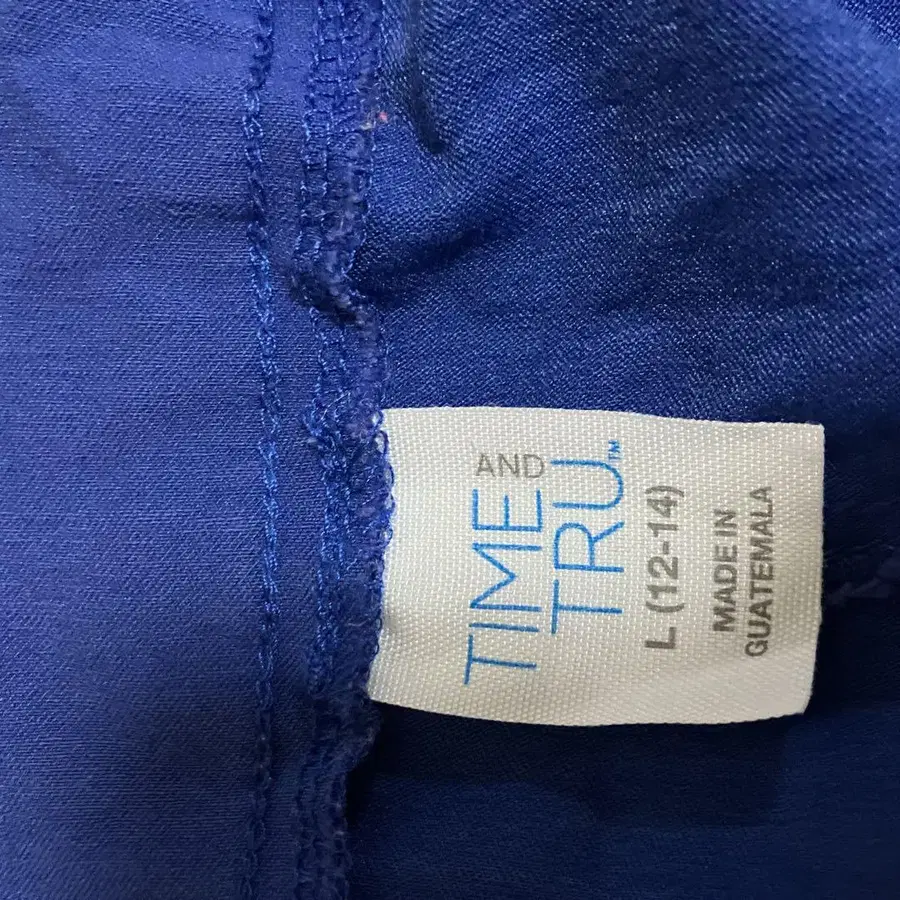 TIME AND
TRU™
L (12-14)
MADE IN
GUATEMALA